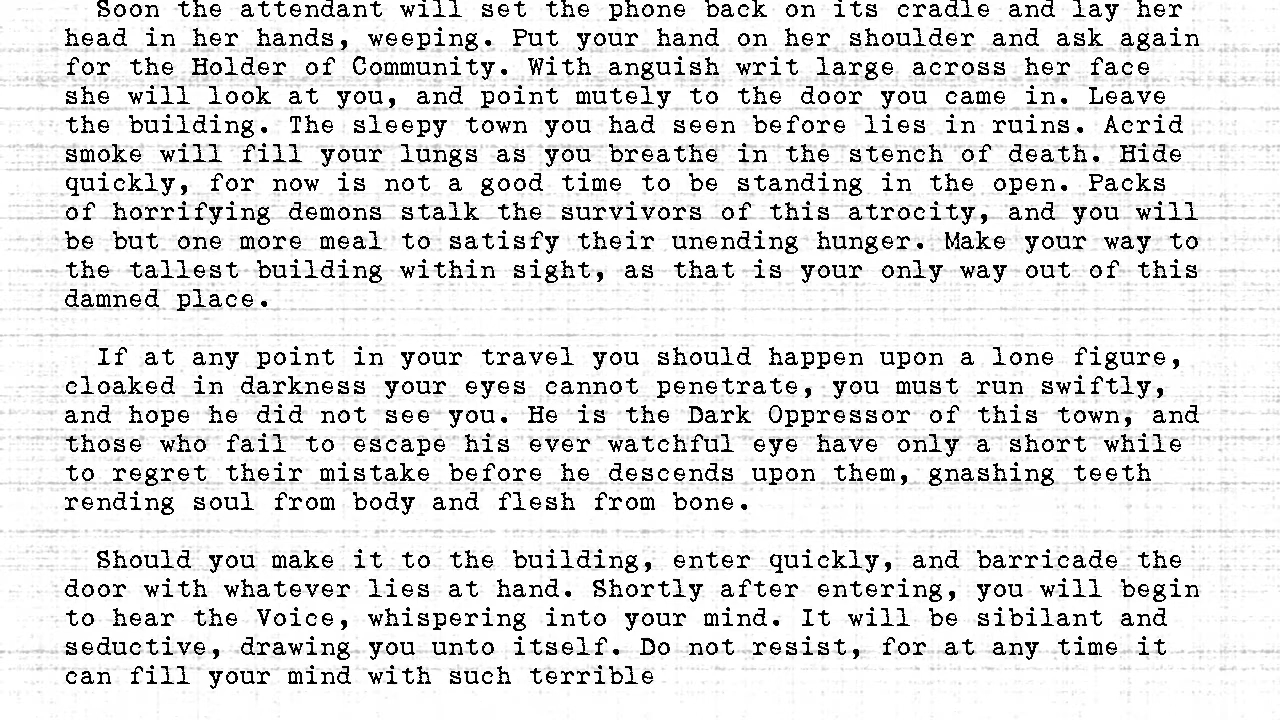 Soon the attendant will set the phone back on its cradle and lay her
head in her hands, weeping. Put your hand on her shoulder and ask again
for the Holder of Community. With anguish writ large across her face
she will look at you, and point mutely to the door you came in. Leave
the building. The sleepy town you had seen before lies in ruins. Acrid
smoke will fill your lungs as you breathe in the stench of death. Hide
quickly, for now is not a good time to be standing in the open. Packs
of horrifying demons stalk the survivors of this atrocity, and you will
be but one more meal to satisfy their unending hunger. Make your way to
the tallest building within sight, as that is your only way out of this
damned place.
If at any point in your travel you should happen upon a lone figure,
cloaked in darkness your eyes cannot penetrate, you must run swiftly,
and hope he did not see you. He is the Dark Oppressor of this town, and
those who fail to escape his ever watchful eye have only a short while
to regret their mistake before he descends upon them, gnashing teeth
rending soul from body and flesh from bone.
Should you make it to the building, enter quickly, and barricade the
door with whatever lies at hand. Shortly after entering, you will begin
to hear the Voice, whispering into your mind. It will be sibilant and
seductive, drawing you unto itself. Do not resist, for at any time it
can fill your mind with such terrible